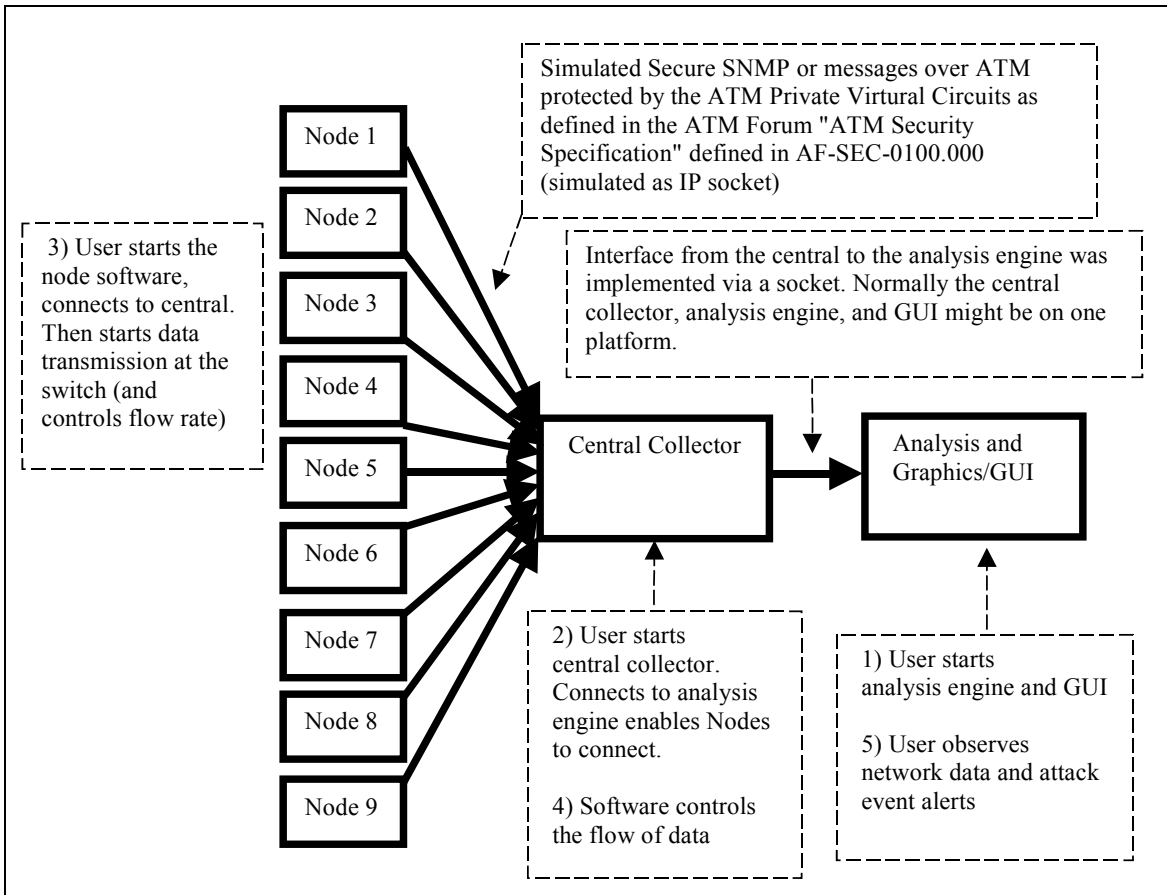 Simulated Secure SNMP or messages over ATM
protected by the ATM Private Virtural Circuits as
defined in the ATM Forum "ATM Security
Specification" defined in AF-SEC-0100.000
(simulated as IP socket)
Node 1
Node 2
Node 3
Node 4
Node 5
Node 6
Node 7
Node 8
Node 9
3) User starts the
node software,
connects to central.
Then starts data
transmission at the
switch (and
controls flow rate)
Interface from the central to the analysis engine was
implemented via a socket. Normally the central
collector, analysis engine, and GUI might be on one
platform.
Central Collector
Analysis and
Graphics/GUI
2) User starts
central collector.
Connects to analysis
engine enables Nodes
to connect.
4) Software controls
the flow of data
1) User starts
analysis engine and GUI
5) User observes
network data and attack
event alerts